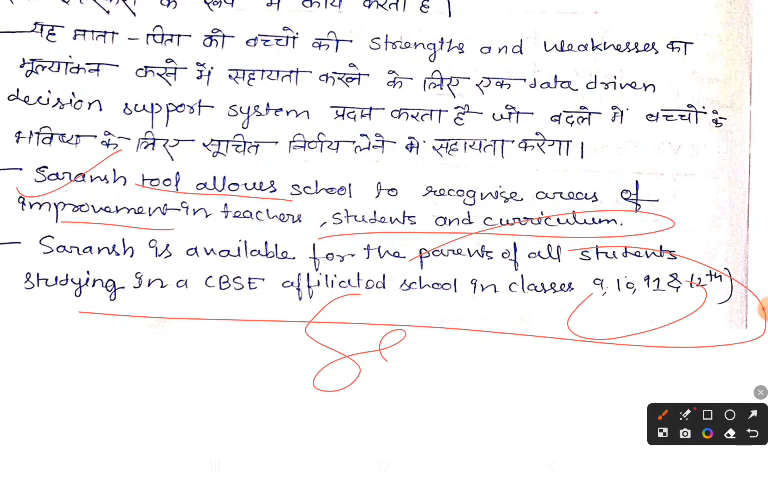 के रूप में कार्य करता है।
- यह माता-पिता को बच्चों की Strengths and Weaknesses का
मूल्यांकन करने में सहायता करने के लिए एक data driven
decision support system प्रदान करता है जो बदले में बच्चों के
भविष्य के लिए सूचित निर्णय लेने में सहायता करेगा।
- Saransh tool allows school to recognise areas of
improvement in teachers, students and curriculum.
- Saransh is available for the parents of all students
studying in a CBSE affiliated school in classes 9, 10, 11 & 12th)